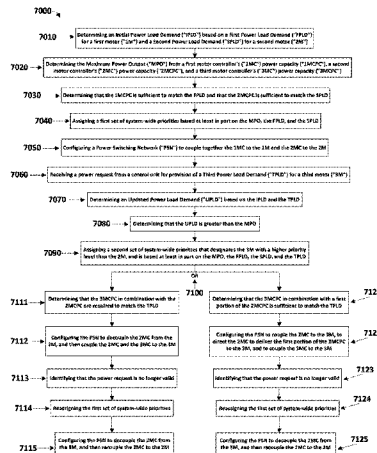 7000
7010
Determining an Initial Power Load Demand ("IPLD") based on a First Power Load Demand ("FPLD")
for a first motor ("1M") and a Second Power Load Demand ("SPLD") for a second motor ("2M")
7020
Determining the Maximum Power Output ("MPO") from a first motor controller's ("1MC") power capacity ("1MCPC"), a second
motor controller's ("2MC") power capacity ("2MCPC"), and a third motor controller's ("3MC") power capacity ("3MCPC")
7030
Determining that the 1MCPC is sufficient to match the FPLD and that the 2MCPC is sufficient to match the SPLD
7040
Assigning a first set of system-wide priorities based at least in part on the MPO, the FPLD, and the SPLD
7050
Configuring a Power Switching Network ("PSN") to couple together the 1MC to the 1M and the 2MC to the 2M
7060
Receiving a power request from a control unit for provision of a Third Power Load Demand ("TPLD") for a third motor ("3M")
7070
Determining an Updated Power Load Demand ("UPLD") based on the IPLD and the TPLD
7080
Determining that the UPLD is greater than the MPO
7090
Assigning a second set of system-wide priorities that designates the 3M with a higher priority
level than the 2M, and is based at least in part on the MPO, the FPLD, the SPLD, and the TPLD
OR
7100
7111
Determining that the 3MCPC in combination with the
2MCPC are required to match the TPLD
Determining that the 3MCPC in combination with a first
portion of the 2MCPC is sufficient to match the TPLD
712
7112
Configuring the PSN to decouple the 2MC from the
2M, and then couple the 2MC and the 3MC to the 3M
Configuring the PSN to couple the 2MC to the 3M, to
direct the 2MC to deliver the first portion of the 2MCPC
to the 3M, and to couple the 3MC to the 3M
712
7113
Identifying that the power request is no longer valid
Identifying that the power request is no longer valid
7123
7114
Reassigning the first set of system-wide priorities
Reassigning the first set of system-wide priorities
7124
7115
Configuring the PSN to decouple the 2MC from
the 3M, and then recouple the 2MC to the 2M
Configuring the PSN to decouple the 2MC from
the 3M, and then recouple the 2MC to the 2M
7125